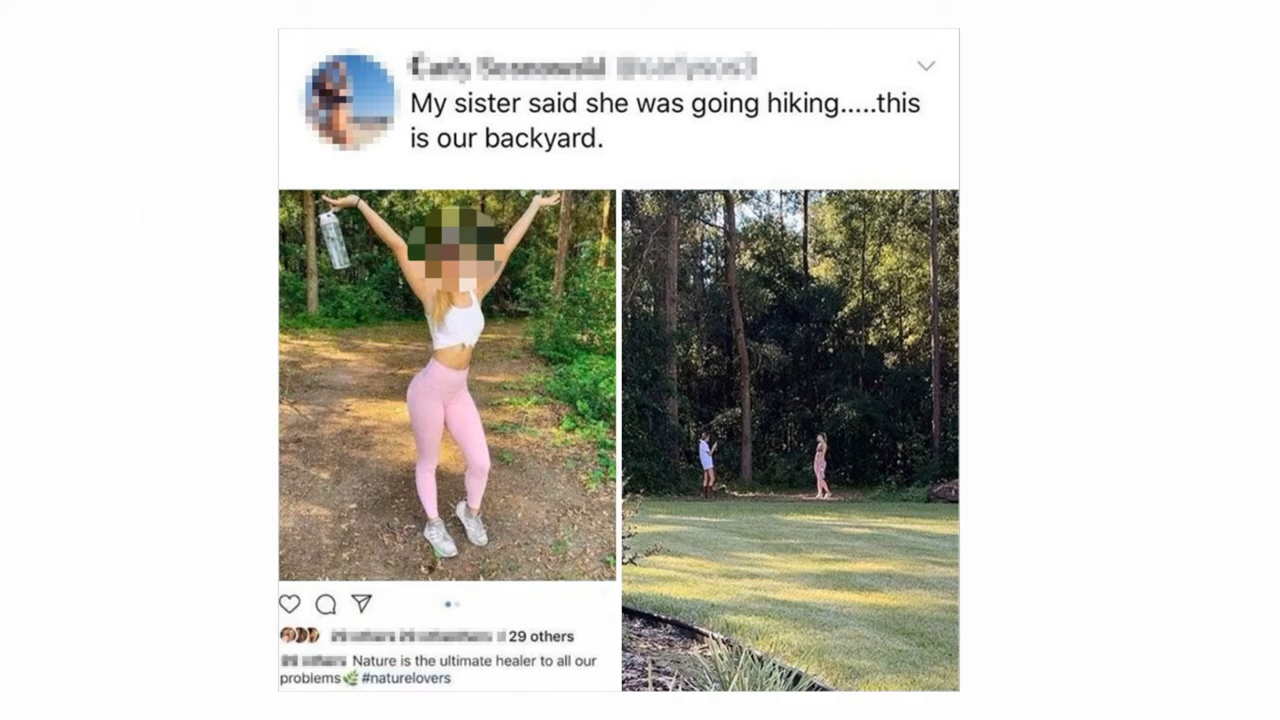 My sister said she was going hiking.....this
is our backyard.
29 others
Nature is the ultimate healer to all our
problems🌿 #naturelovers